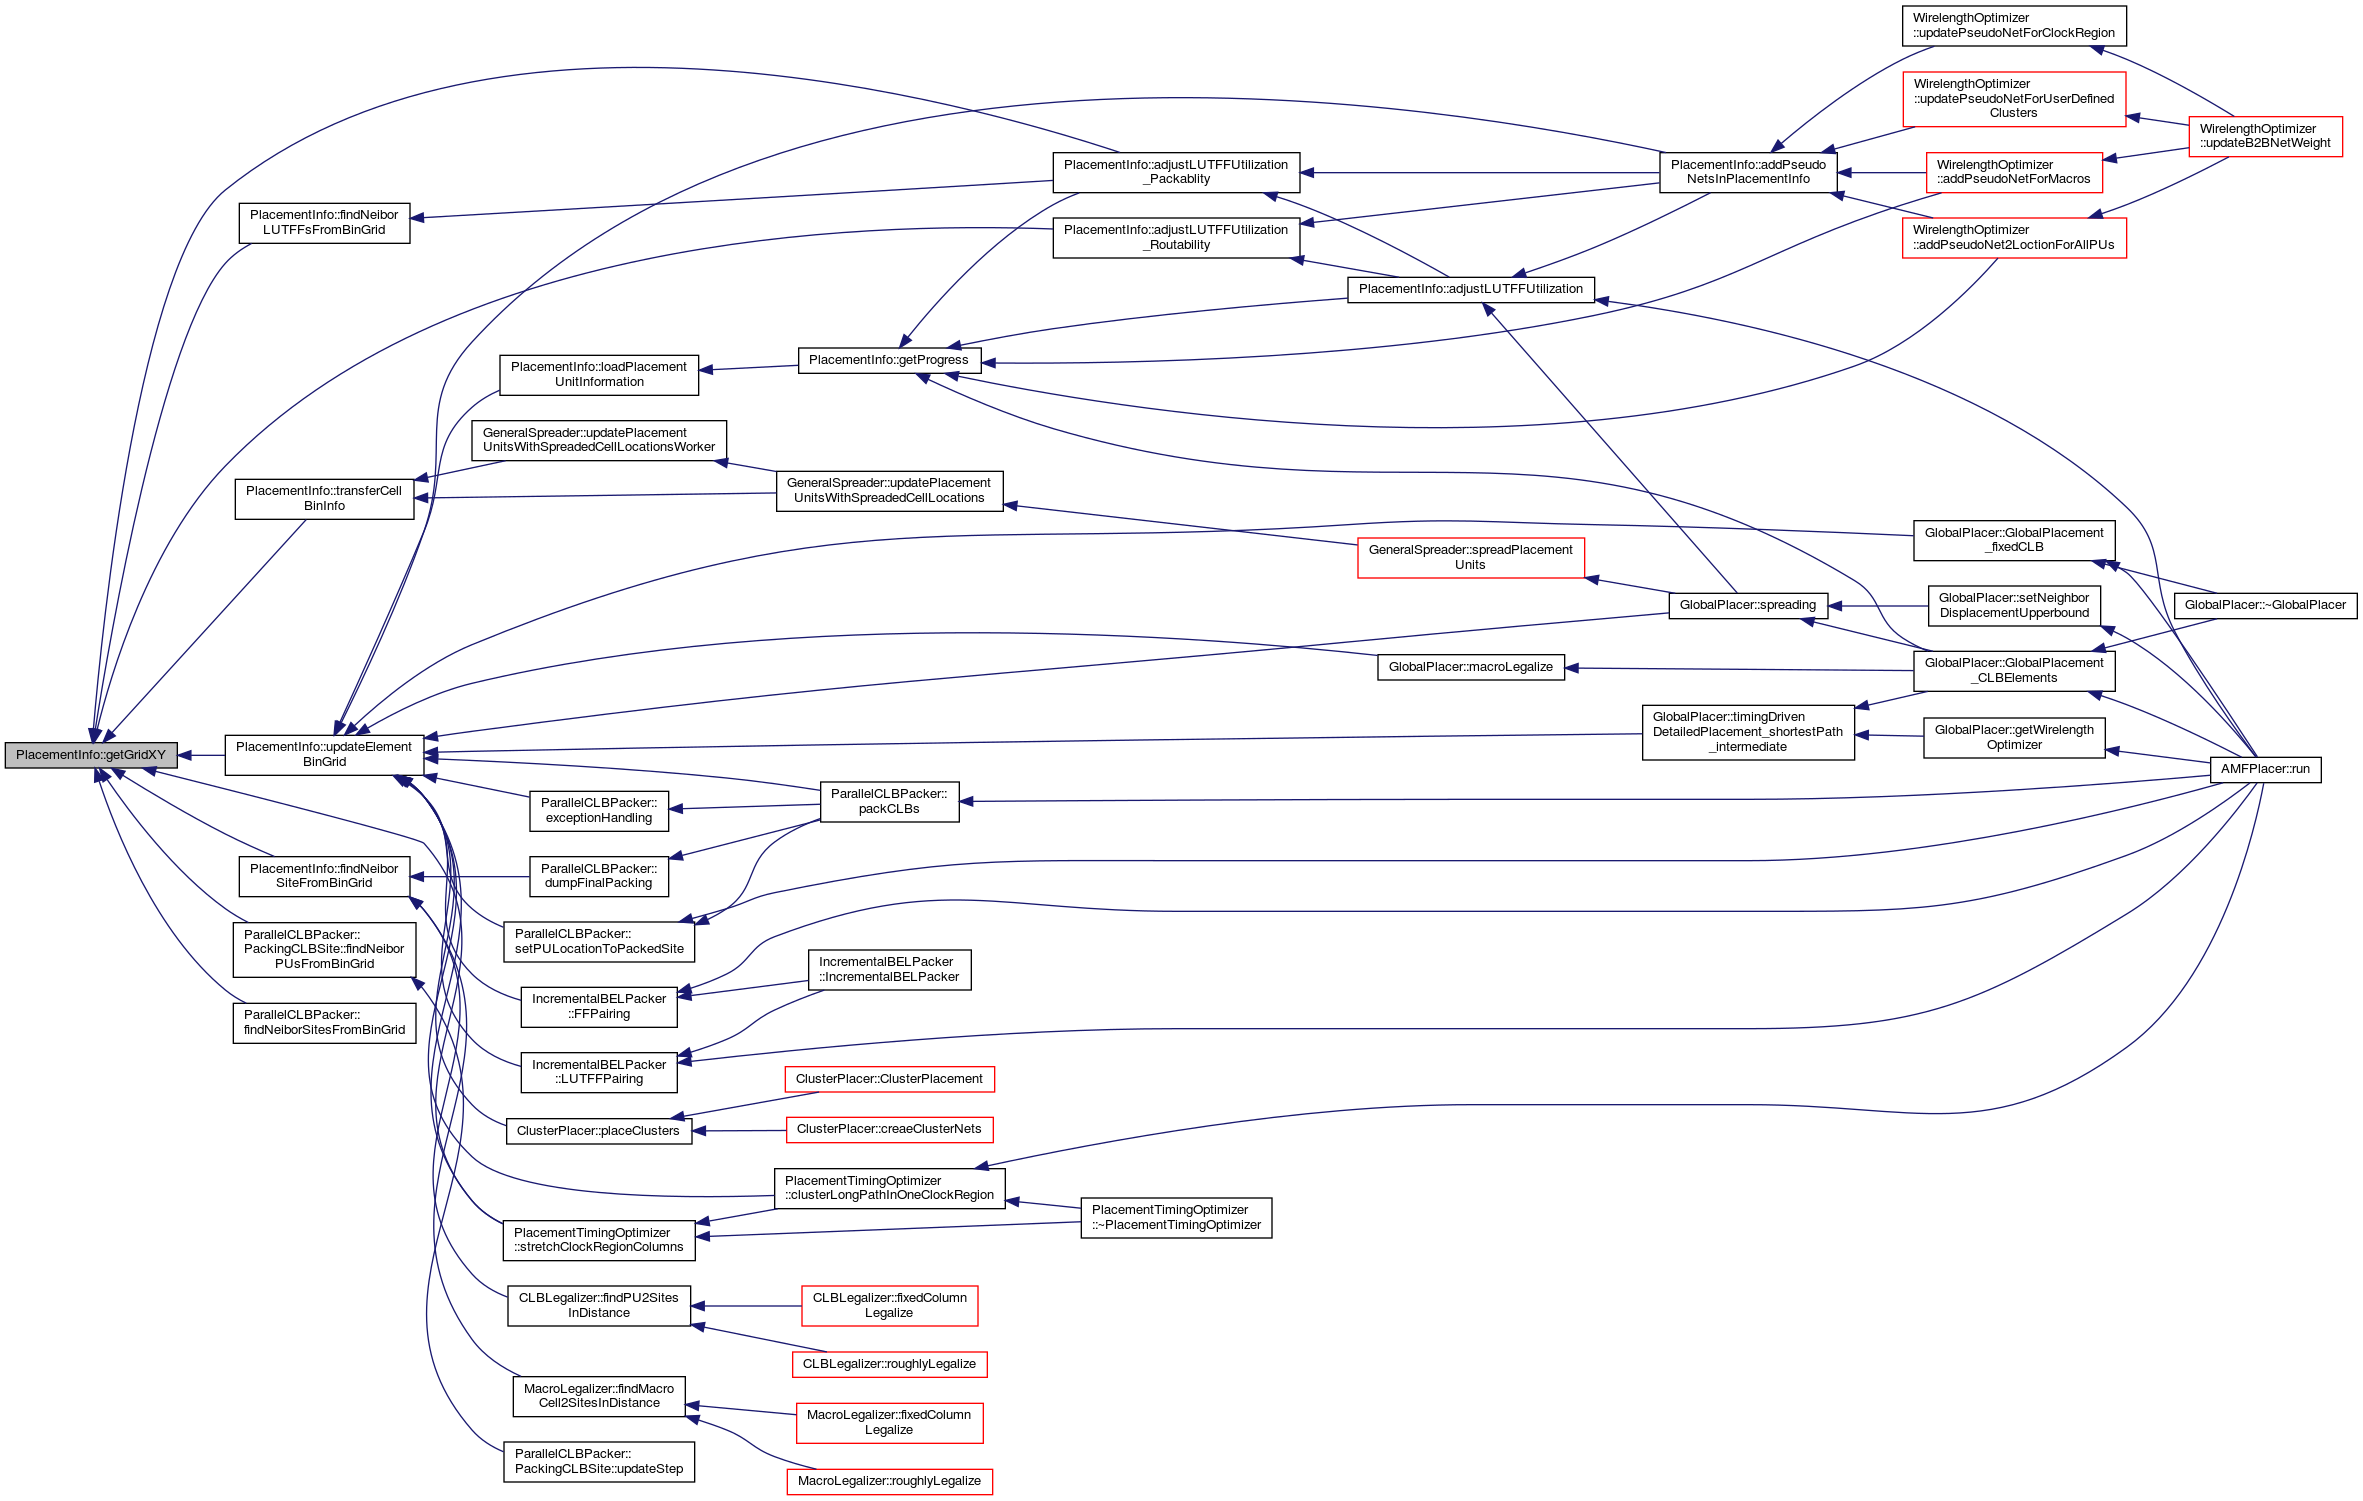 PlacementInfo::getGridXY
PlacementInfo::findNeibor
LUTFFsFromBinGrid
PlacementInfo::transferCell
BinInfo
PlacementInfo::updateElement
BinGrid
PlacementInfo::findNeibor
SiteFromBinGrid
ParallelCLBPacker::
PackingCLBSite::findNeibor
PUsFromBinGrid
ParallelCLBPacker::
findNeiborSitesFromBinGrid
PlacementInfo::loadPlacement
UnitInformation
GeneralSpreader::updatePlacement
UnitsWithSpreadedCellLocationsWorker
ParallelCLBPacker::
exceptionHandling
ParallelCLBPacker::
dumpFinalPacking
ParallelCLBPacker::
setPULocationToPackedSite
IncrementalBELPacker
::FFPairing
IncrementalBELPacker
::LUTFFPairing
ClusterPlacer::placeClusters
PlacementTimingOptimizer
::stretchClockRegionColumns
CLBLegalizer::findPU2Sites
InDistance
MacroLegalizer::findMacro
Cell2SitesInDistance
ParallelCLBPacker::
PackingCLBSite::updateStep
PlacementInfo::getProgress
GeneralSpreader::updatePlacement
UnitsWithSpreadedCellLocations
ParallelCLBPacker::
packCLBs
IncrementalBELPacker
::IncrementalBELPacker
ClusterPlacer::ClusterPlacement
ClusterPlacer::creaeClusterNets
PlacementTimingOptimizer
::clusterLongPathInOneClockRegion
CLBLegalizer::fixedColumn
Legalize
CLBLegalizer::roughlyLegalize
MacroLegalizer::fixedColumn
Legalize
MacroLegalizer::roughlyLegalize
PlacementInfo::adjustLUTFFUtilization
_Packablity
PlacementInfo::adjustLUTFFUtilization
_Routability
PlacementTimingOptimizer
::~PlacementTimingOptimizer
PlacementInfo::adjustLUTFFUtilization
GeneralSpreader::spreadPlacement
Units
GlobalPlacer::macroLegalize
PlacementInfo::addPseudo
NetsInPlacementInfo
GlobalPlacer::spreading
GlobalPlacer::timingDriven
DetailedPlacement_shortestPath
_intermediate
WirelengthOptimizer
::updatePseudoNetForClockRegion
WirelengthOptimizer
::updatePseudoNetForUserDefined
Clusters
WirelengthOptimizer
::addPseudoNetForMacros
WirelengthOptimizer
::addPseudoNet2LoctionForAllPUs
GlobalPlacer::GlobalPlacement
_fixedCLB
GlobalPlacer::setNeighbor
DisplacementUpperbound
GlobalPlacer::GlobalPlacement
_CLBElements
GlobalPlacer::getWirelength
Optimizer
WirelengthOptimizer
::updateB2BNetWeight
GlobalPlacer::~GlobalPlacer
AMFPlacer::run